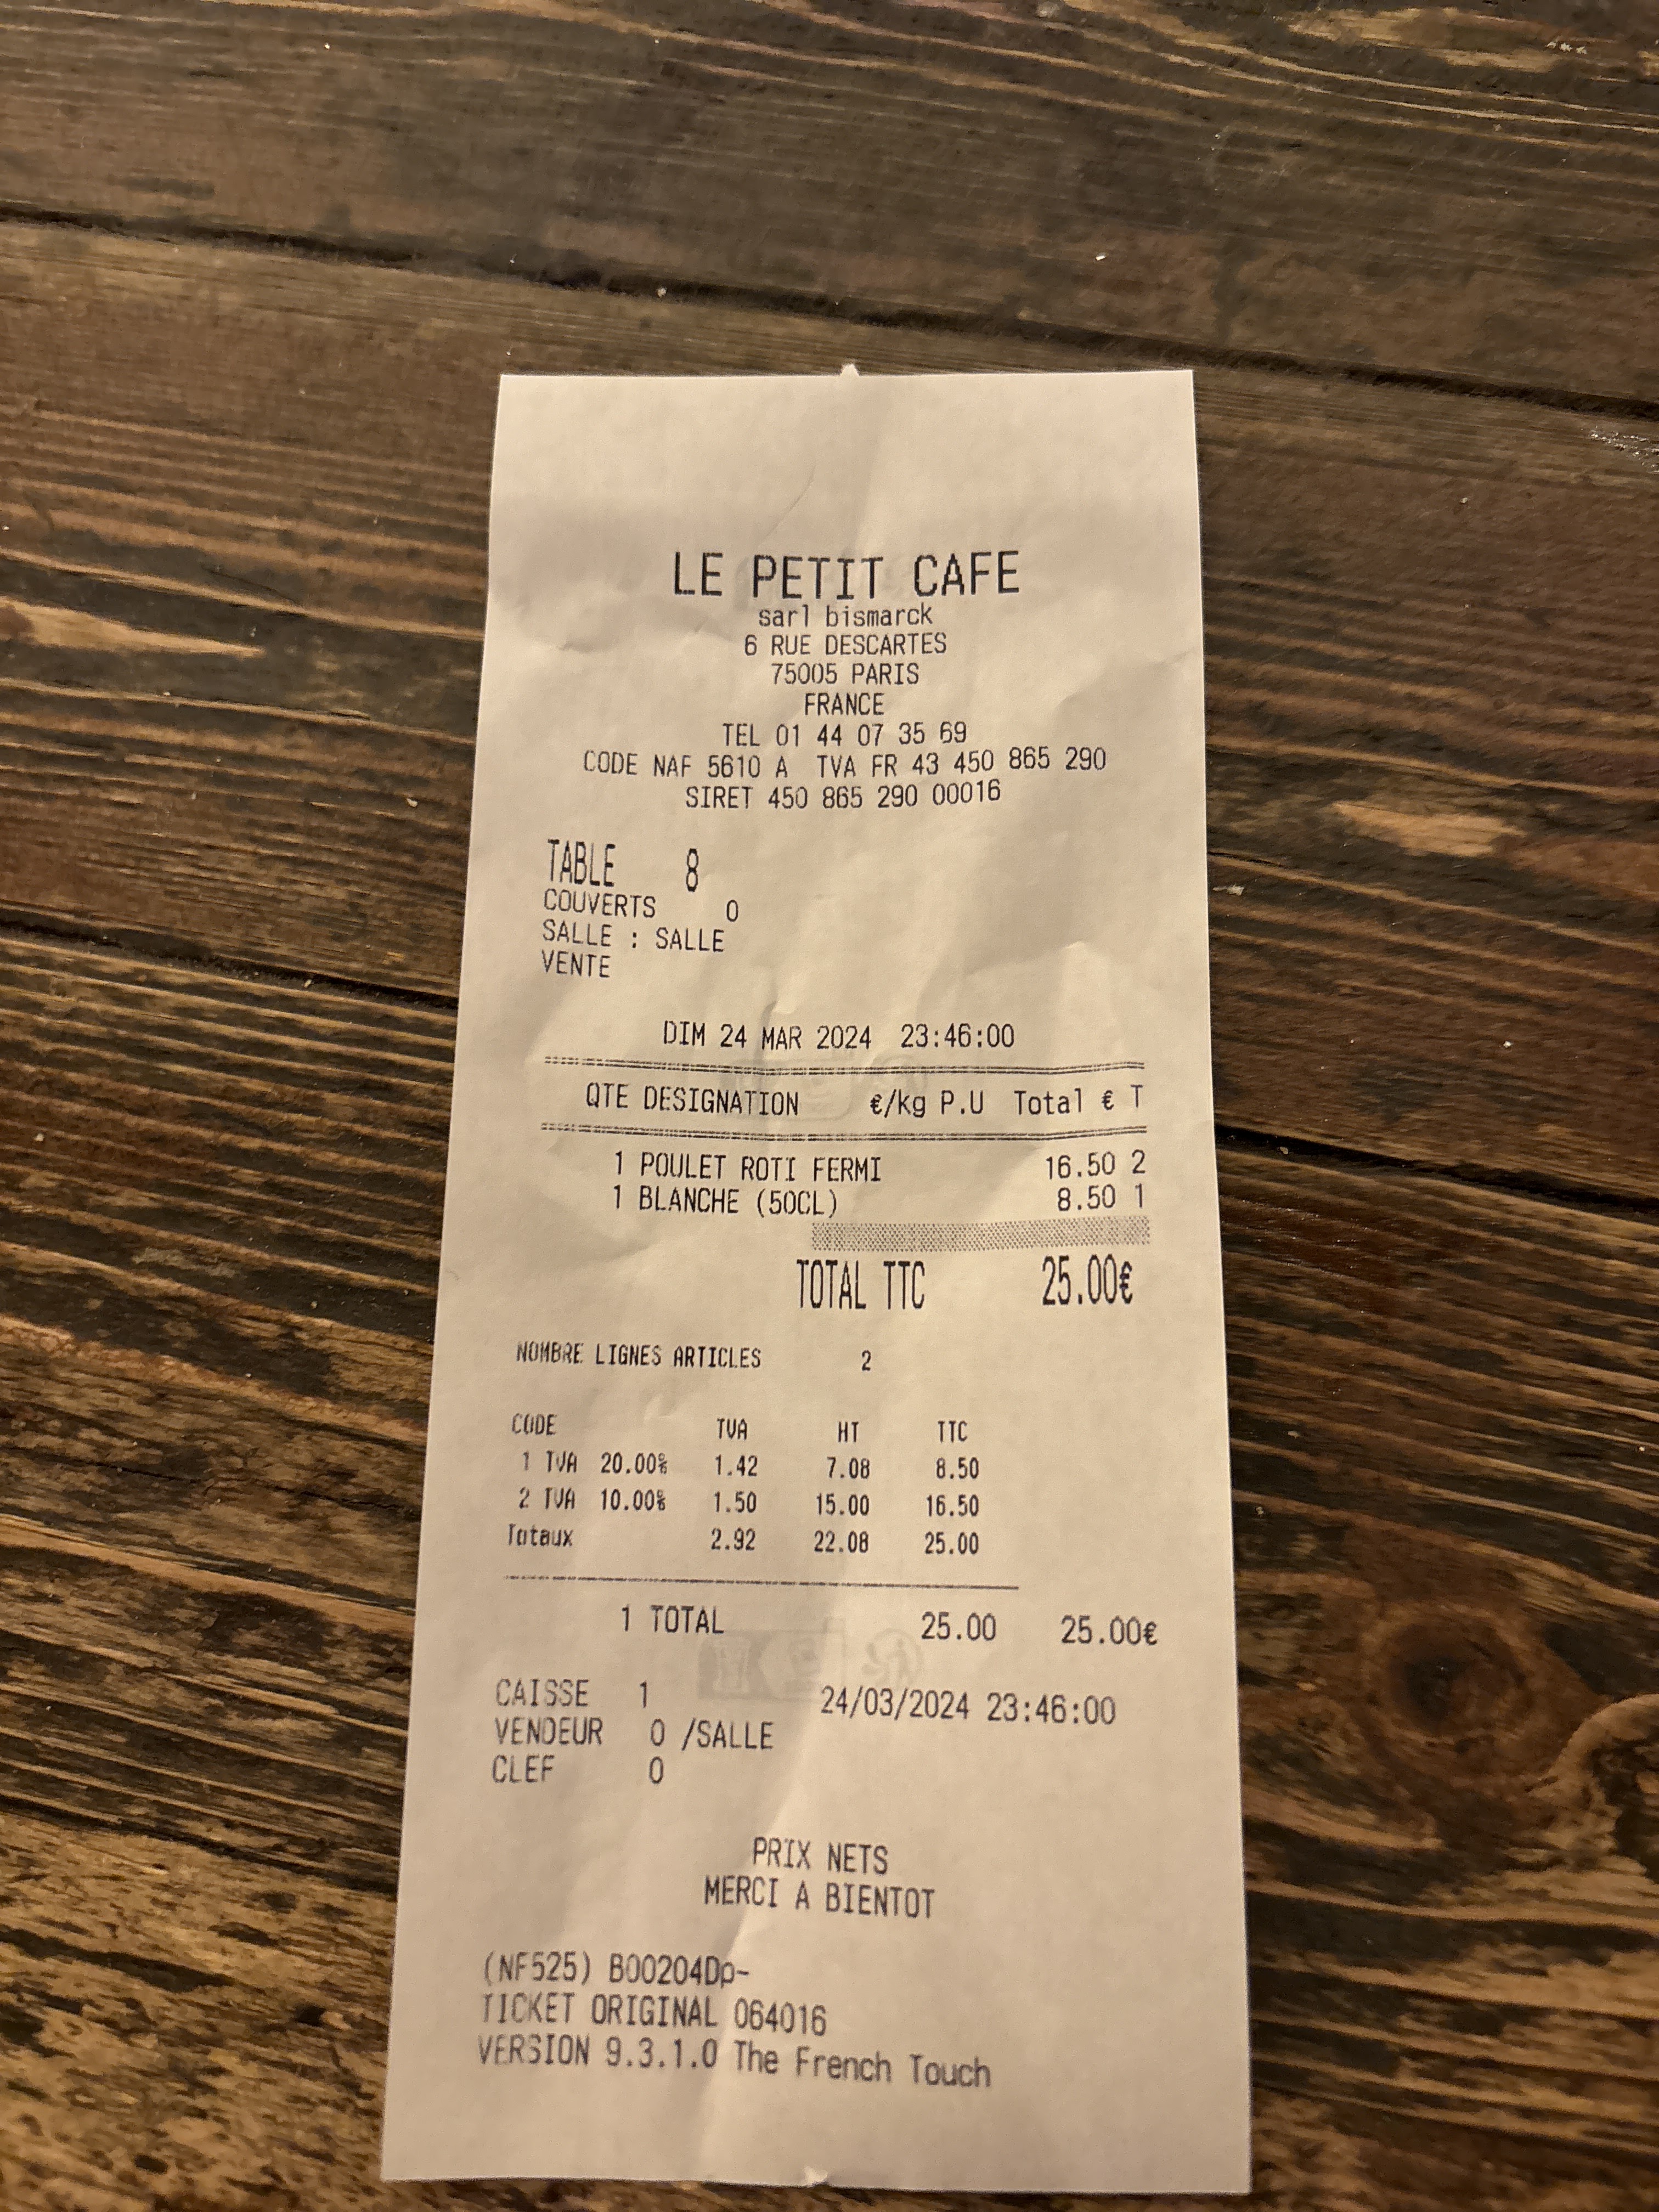 LE PETIT CAFE
sarl bismarck
6 RUE DESCARTES
75005 PARIS
FRANCE
TEL 01 44 07 35 69
CODE NAF 5610 A  TVA FR 43 450 865 290
SIRET 450 865 290 00016
TABLE 8
COUVERTS 0
SALLE : SALLE
VENTE
DIM 24 MAR 2024 23:46:00
QTE DESIGNATION €/kg P.U Total € T
1 POULET ROTI FERMI 16.50 2
1 BLANCHE (50CL) 8.50 1
TOTAL TTC 25.00€
NOMBRE LIGNES ARTICLES 2
CODE TVA HT TTC
1 TVA 20.00% 1.42 7.08 8.50
2 TVA 10.00% 1.50 15.00 16.50
Totaux 2.92 22.08 25.00
1 TOTAL 25.00 25.00€
CAISSE 1 24/03/2024 23:46:00
VENDEUR 0 /SALLE
CLEF 0
PRIX NETS
MERCI A BIENTOT
(NF525) B00204Dp-
TICKET ORIGINAL 064016
VERSION 9.3.1.0 The French Touch